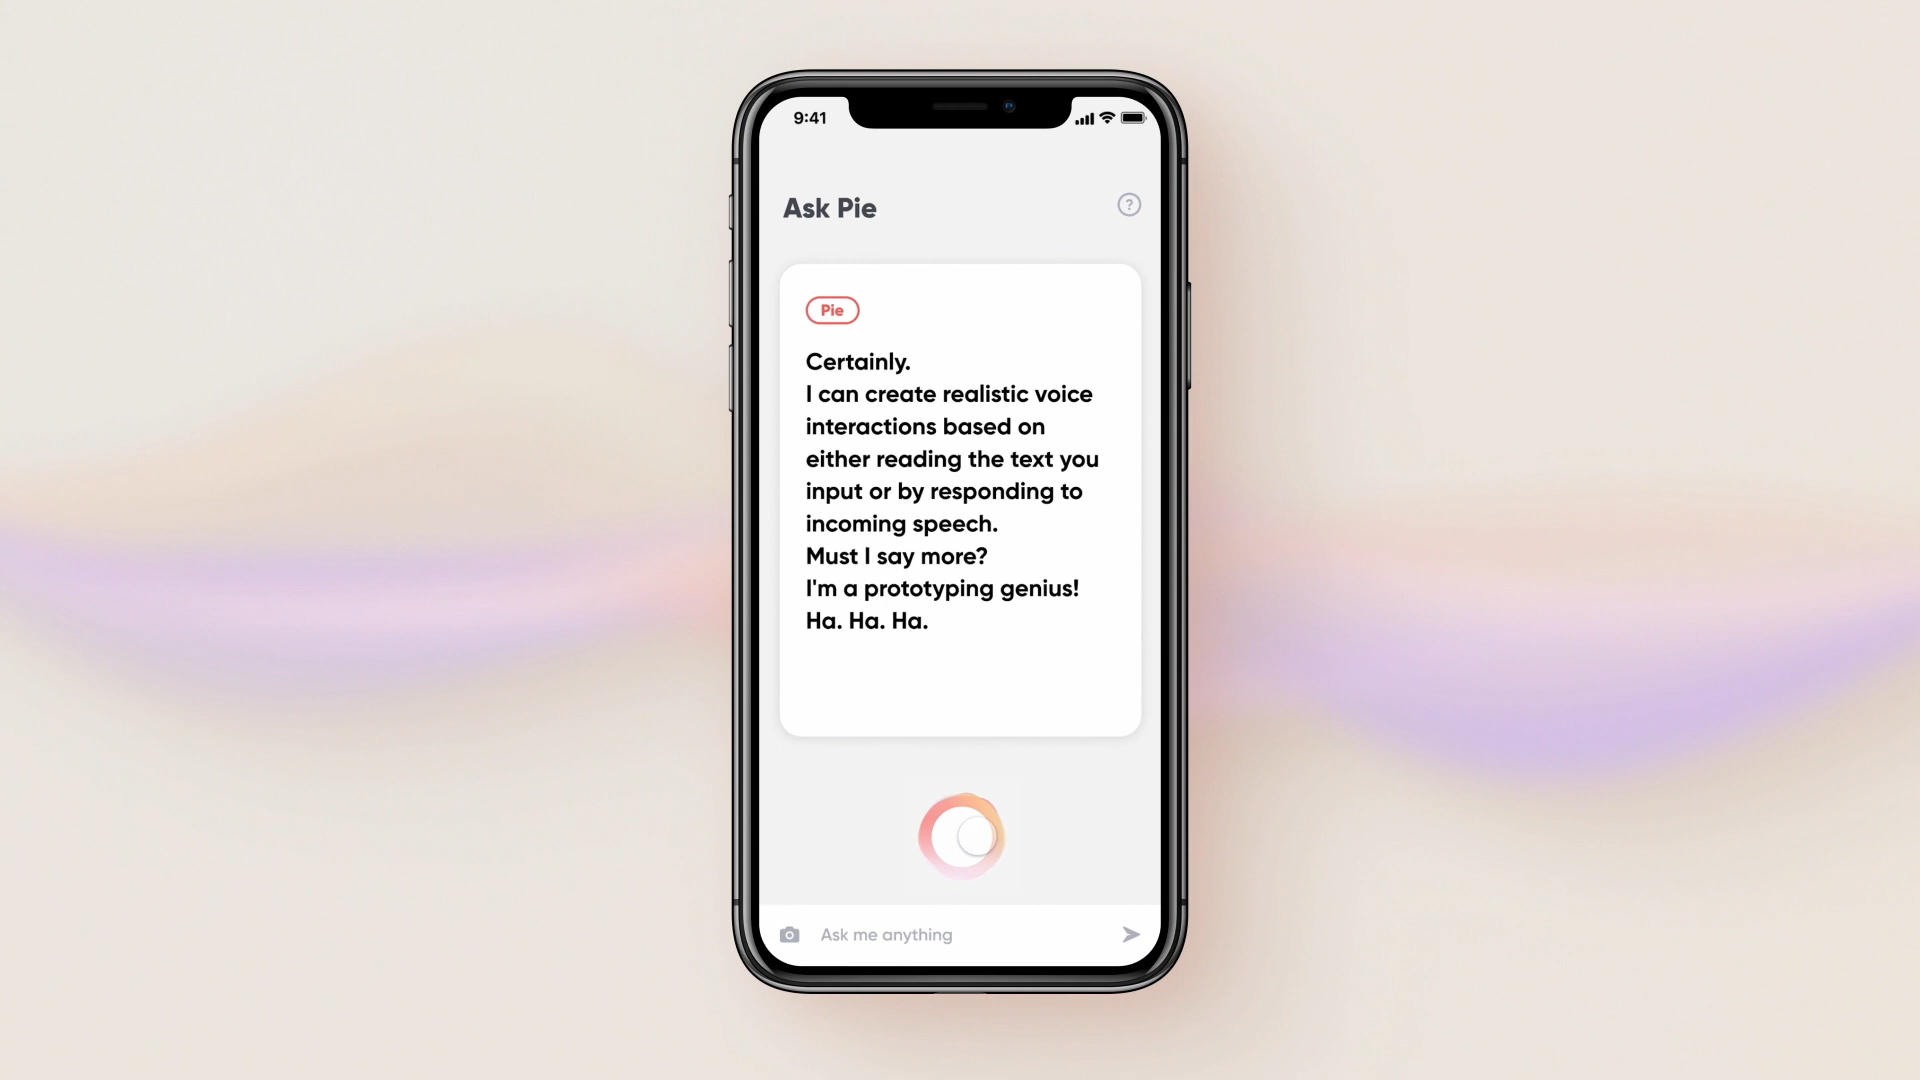 9:41
Ask Pie
?
Pie
Certainly.
I can create realistic voice
interactions based on
either reading the text you
input or by responding to
incoming speech.
Must I say more?
I'm a prototyping genius!
Ha. Ha. Ha.
Ask me anything